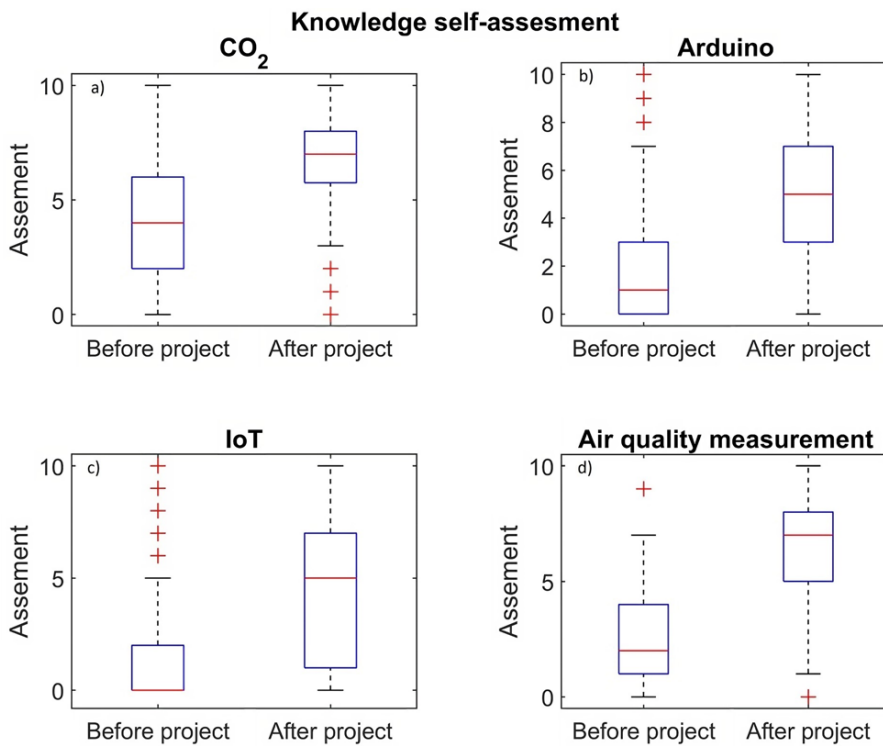 Knowledge self-assesment
CO2
a)
10
5
0
Assement
Before project
After project
Arduino
b)
10
8
6
4
2
0
Assement
Before project
After project
IoT
c)
10
5
0
Assement
Before project
After project
Air quality measurement
d)
10
5
0
Assement
Before project
After project